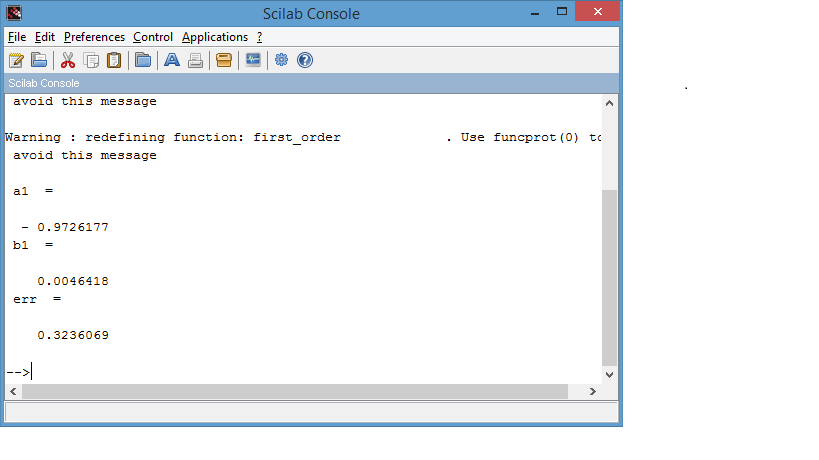 Scilab Console
File Edit Preferences Control Applications ?
Scilab Console
avoid this message
Warning : redefining function: first_order . Use funcprot(0) to
avoid this message
a1 =
- 0.9726177
b1 =
0.0046418
err =
0.3236069
-->